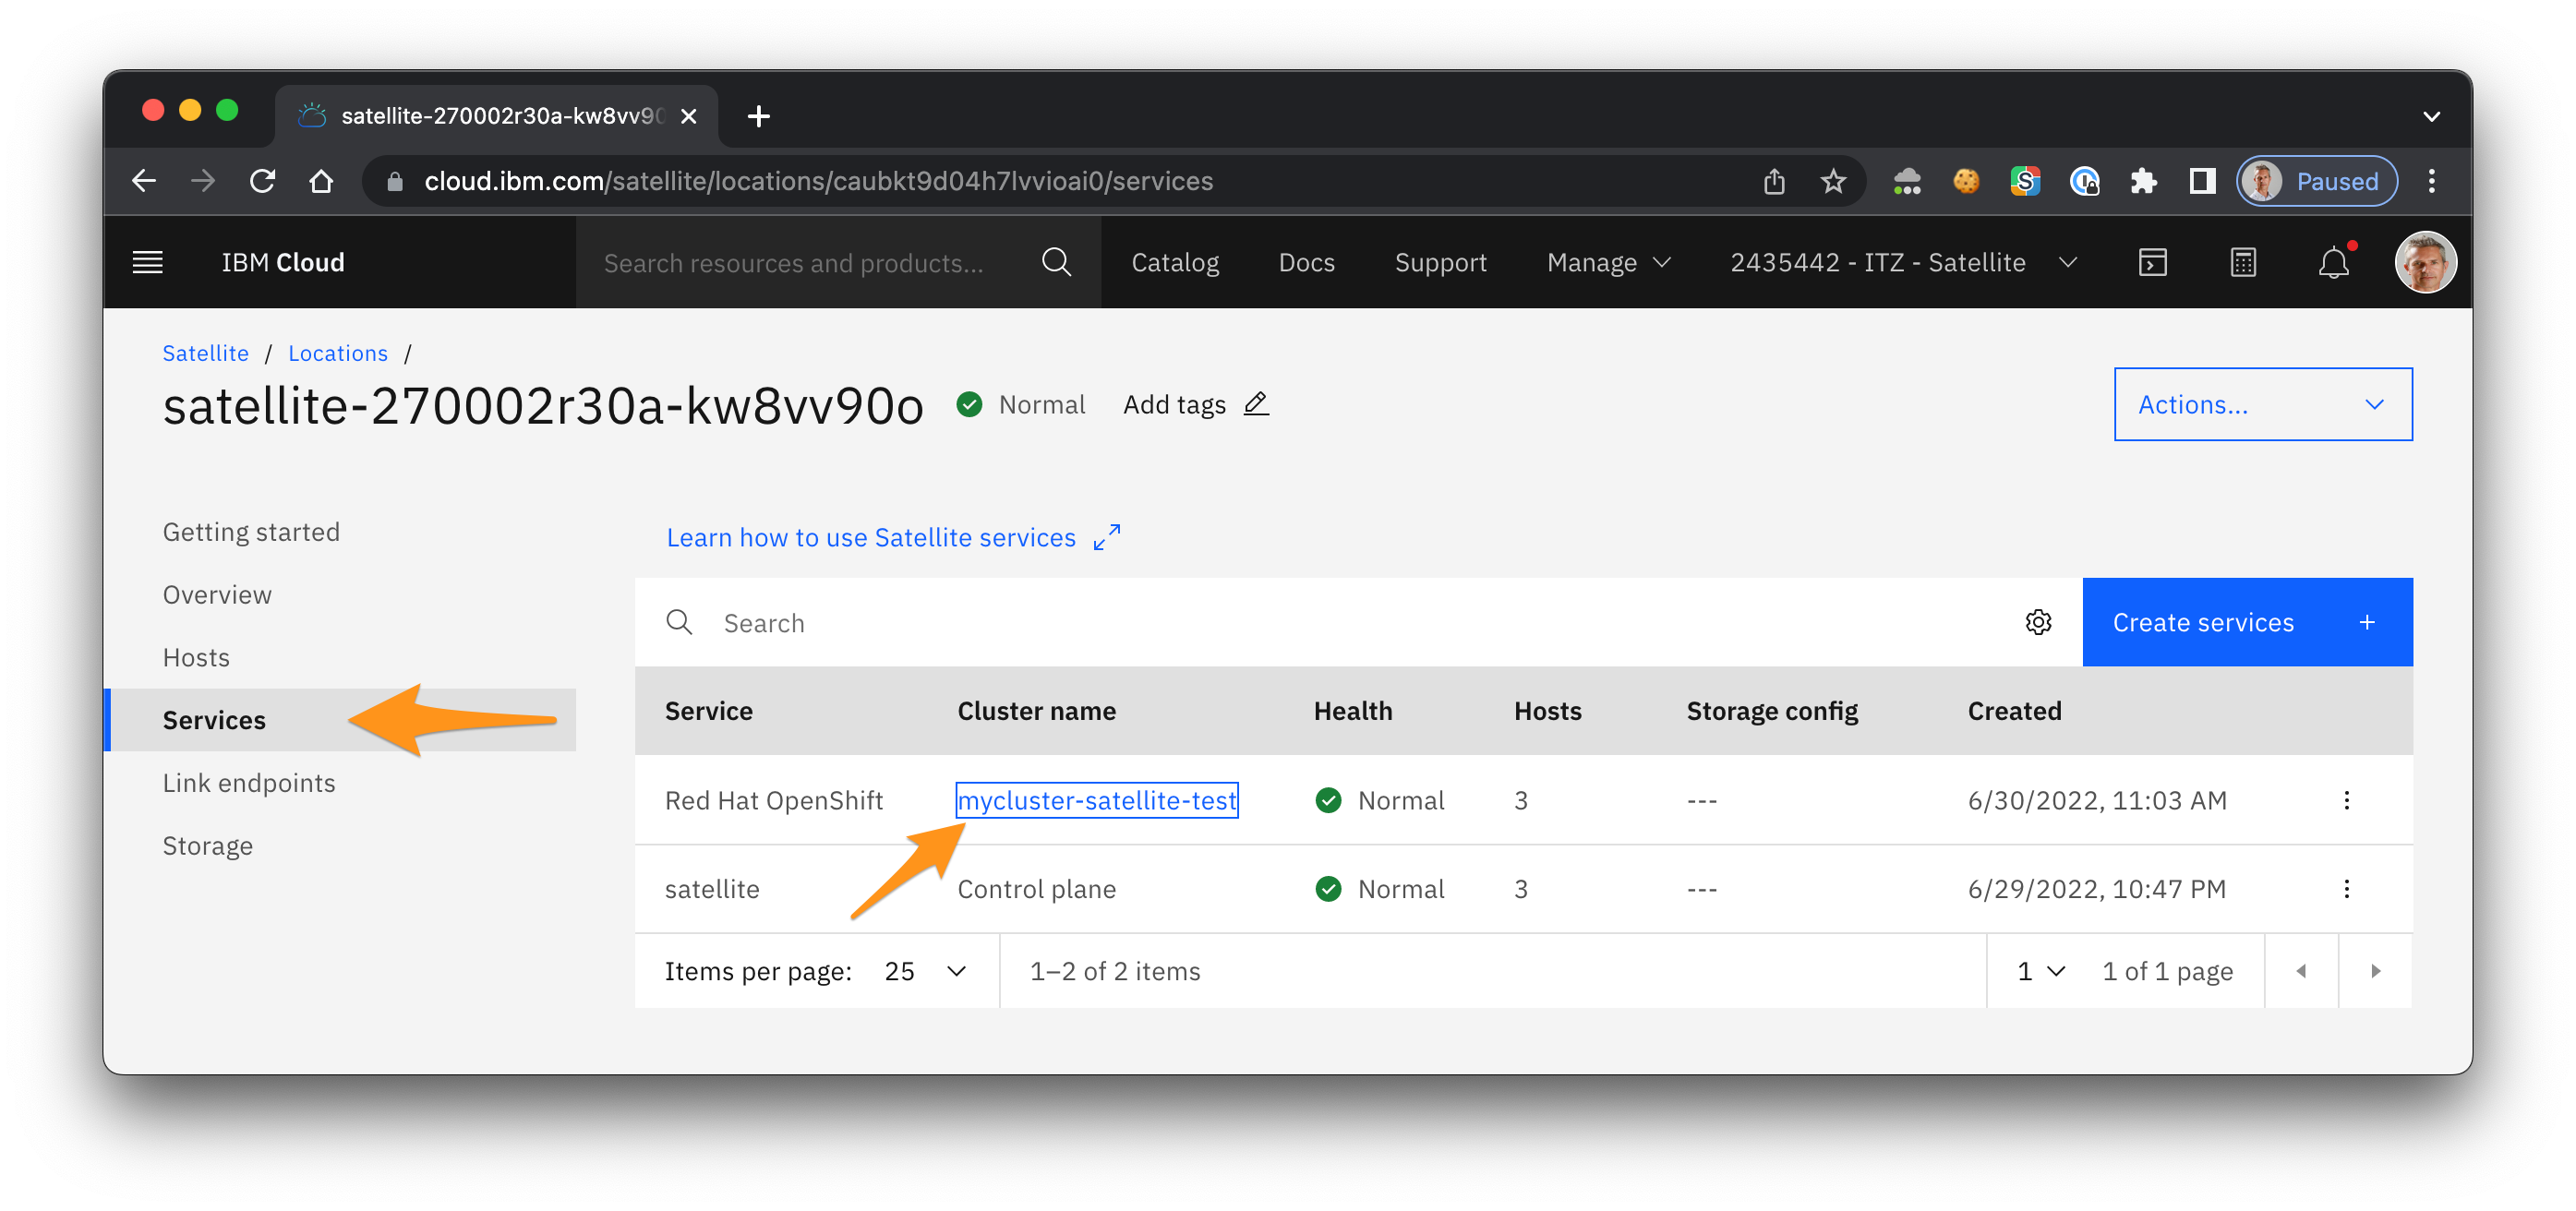 satellite-270002r30a-kw8vv90
cloud.ibm.com/satellite/locations/caubkt9d04h7lvvioai0/services
Paused
IBM Cloud
Search resources and products...
Catalog
Docs
Support
Manage
2435442 - ITZ - Satellite
Satellite / Locations /
satellite-270002r30a-kw8vv90o
Normal
Add tags
Actions...
Getting started
Overview
Hosts
Services
Link endpoints
Storage
Learn how to use Satellite services
Search
Create services +
Service Cluster name Health Hosts Storage config Created
Red Hat OpenShift mycluster-satellite-test Normal 3 --- 6/30/2022, 11:03 AM
satellite Control plane Normal 3 --- 6/29/2022, 10:47 PM
Items per page: 25 1–2 of 2 items 1 1 of 1 page